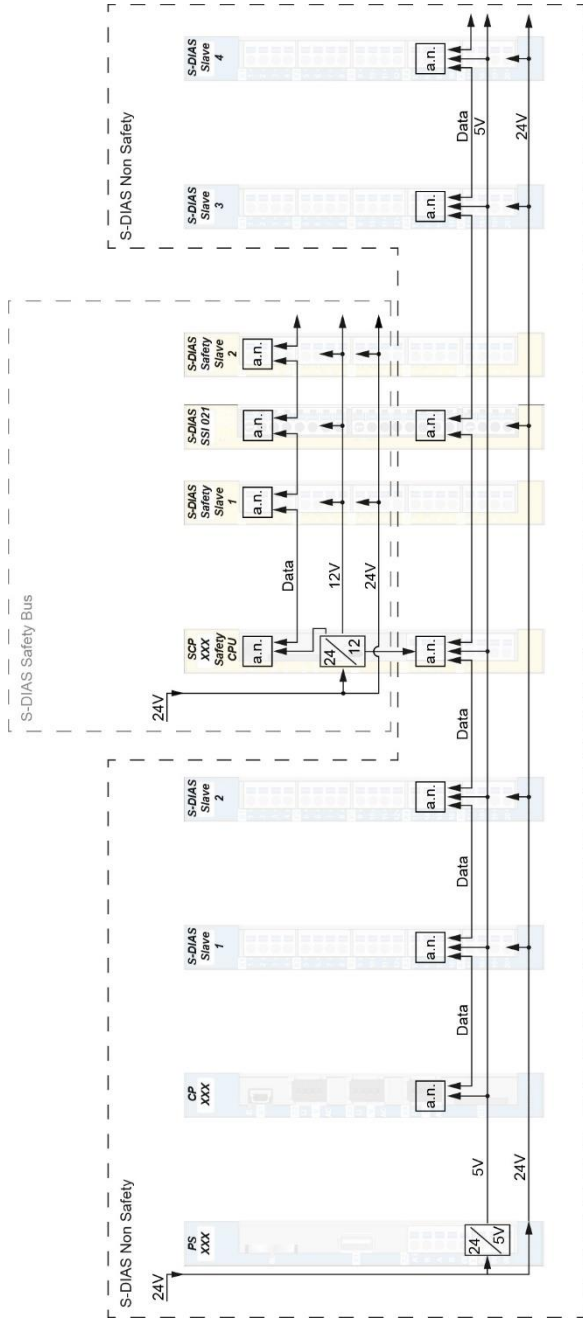 S-DIAS Safety Bus
S-DIAS Non Safety
S-DIAS Non Safety
24V
24V
PS
XXX
CP
XXX
S-DIAS
Slave
1
S-DIAS
Slave
2
SCP
XXX
Safety
CPU
S-DIAS
Safety
Slave
1
S-DIAS
SSI 021
S-DIAS
Safety
Slave
2
S-DIAS
Slave
3
S-DIAS
Slave
4
a.n.
a.n.
a.n.
a.n.
Data
24
12
12V
24V
a.n.
a.n.
a.n.
a.n.
a.n.
a.n.
a.n.
Data
Data
Data
Data
24
5V
5V
5V
24V
24V